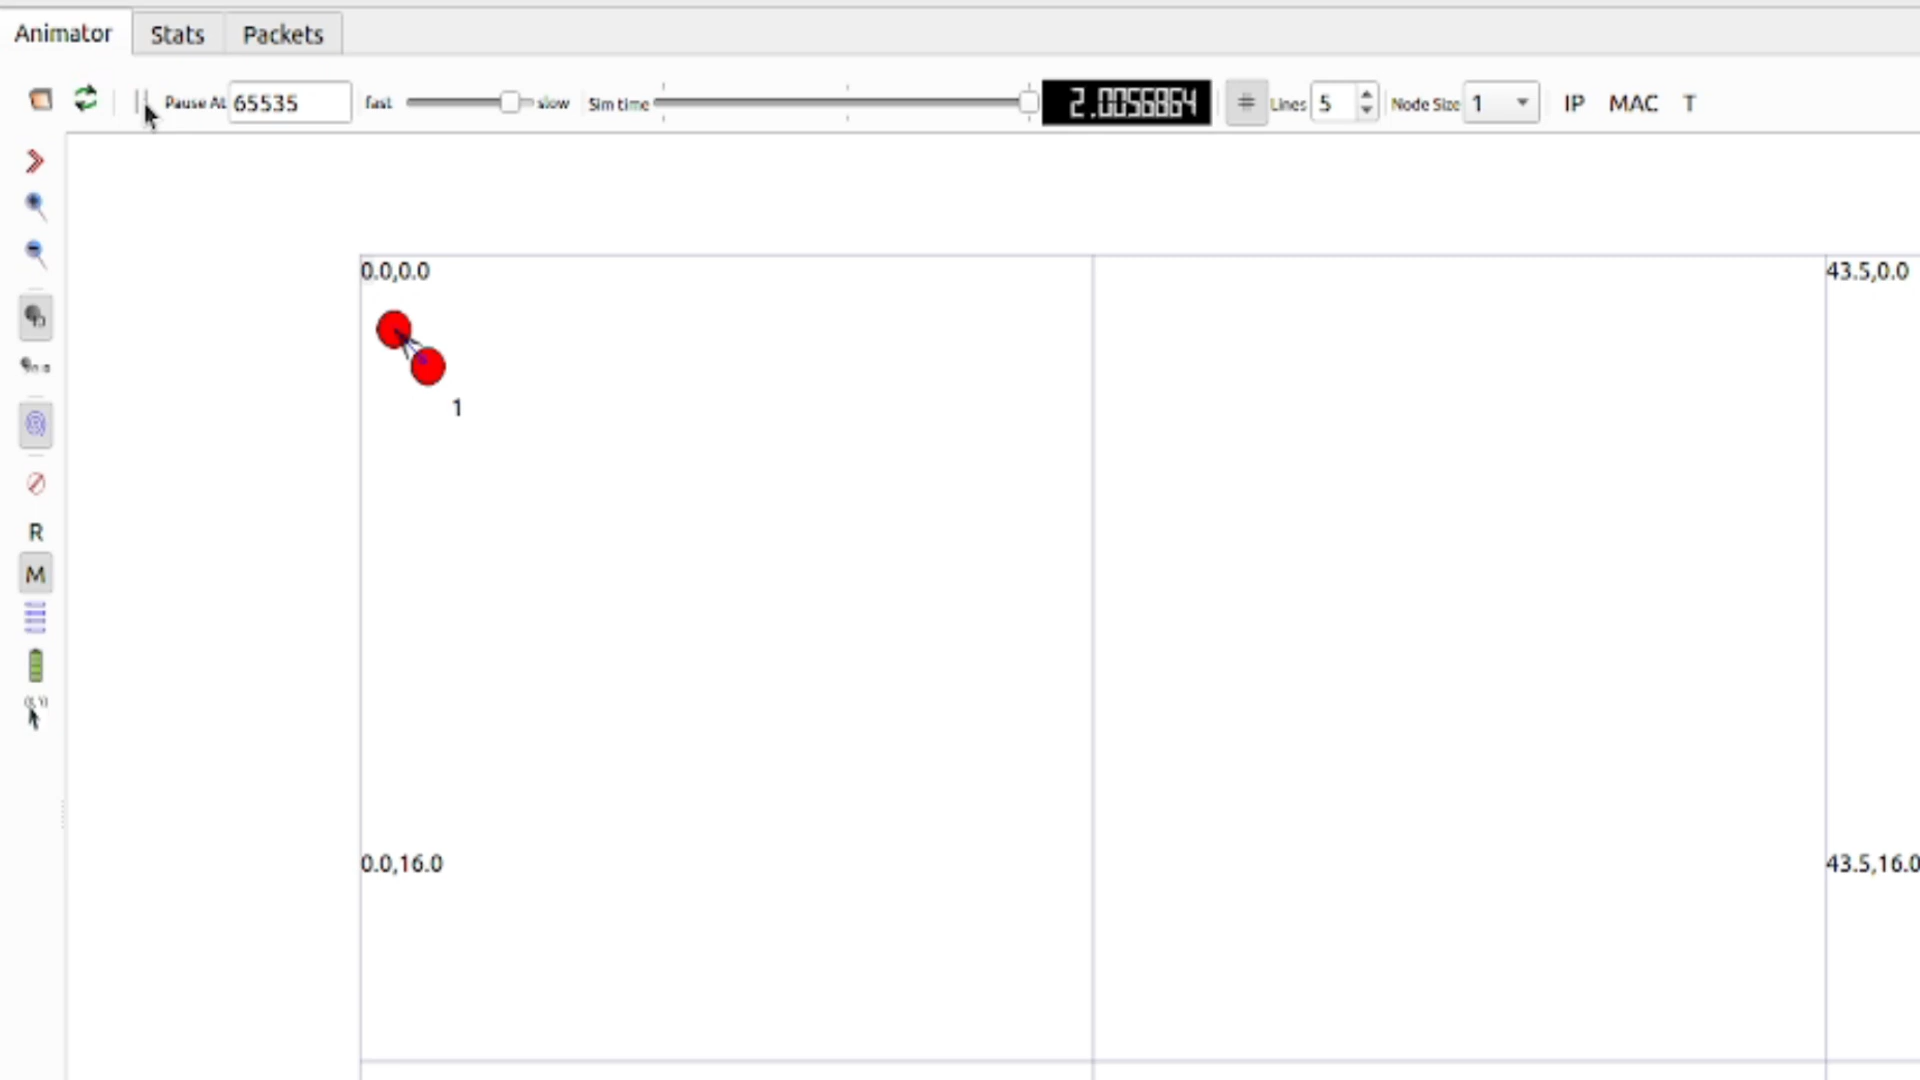 Animator Stats Packets
Pause At 65535 fast slow Sim time 2.0056864 # Lines 5 Node Size 1 IP MAC T
0.0,0.0 43.5,0.0
1
R
M
0.0,16.0 43.5,16.0